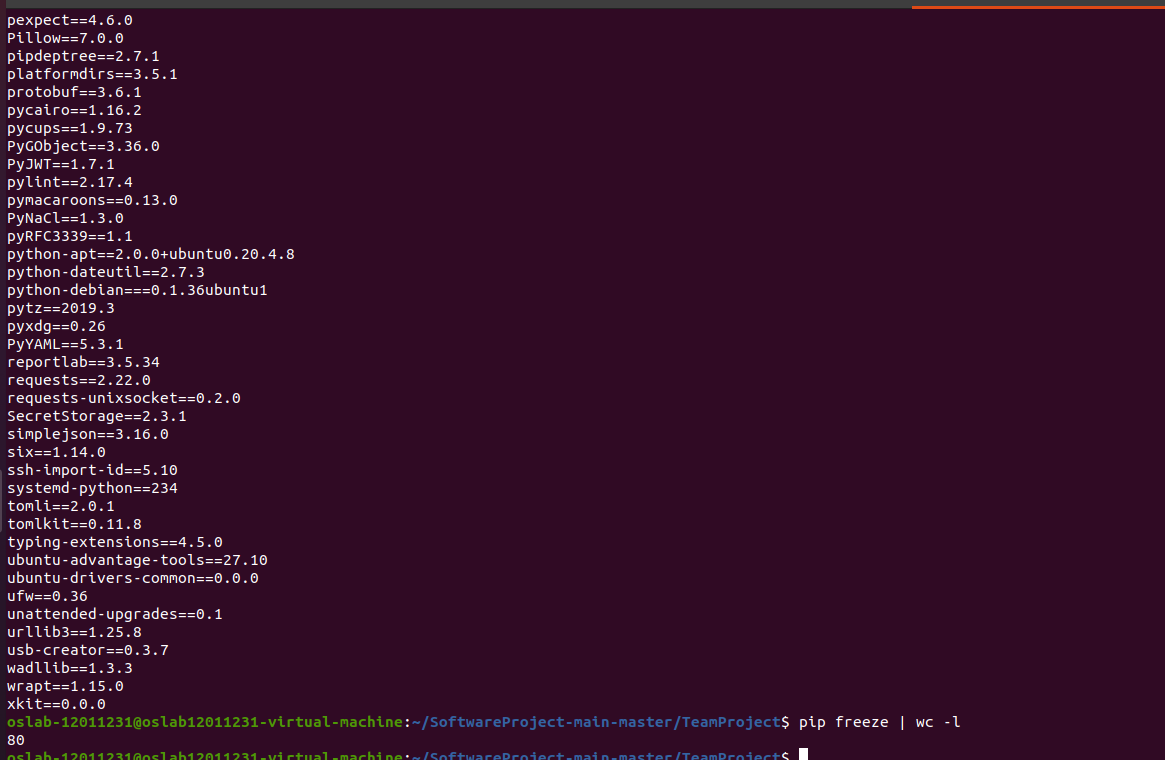 pexpect==4.6.0
Pillow==7.0.0
pipdeptree==2.7.1
platformdirs==3.5.1
protobuf==3.6.1
pycairo==1.16.2
pycups==1.9.73
PyGObject==3.36.0
PyJWT==1.7.1
pylint==2.17.4
pymacaroons==0.13.0
PyNaCl==1.3.0
pyRFC3339==1.1
python-apt==2.0.0+ubuntu0.20.4.8
python-dateutil==2.7.3
python-debian===0.1.36ubuntu1
pytz==2019.3
pyxdg==0.26
PyYAML==5.3.1
reportlab==3.5.34
requests==2.22.0
requests-unixsocket==0.2.0
SecretStorage==2.3.1
simplejson==3.16.0
six==1.14.0
ssh-import-id==5.10
systemd-python==234
tomli==2.0.1
tomlkit==0.11.8
typing-extensions==4.5.0
ubuntu-advantage-tools==27.10
ubuntu-drivers-common==0.0.0
ufw==0.36
unattended-upgrades==0.1
urllib3==1.25.8
usb-creator==0.3.7
wadllib==1.3.3
wrapt==1.15.0
xkit==0.0.0
oslab-12011231@oslab12011231-virtual-machine:~/SoftwareProject-main-master/TeamProject$ pip freeze | wc -l
80
oslab-12011231@oslab12011231-virtual-machine:~/SoftwareProject-main-master/TeamProject$